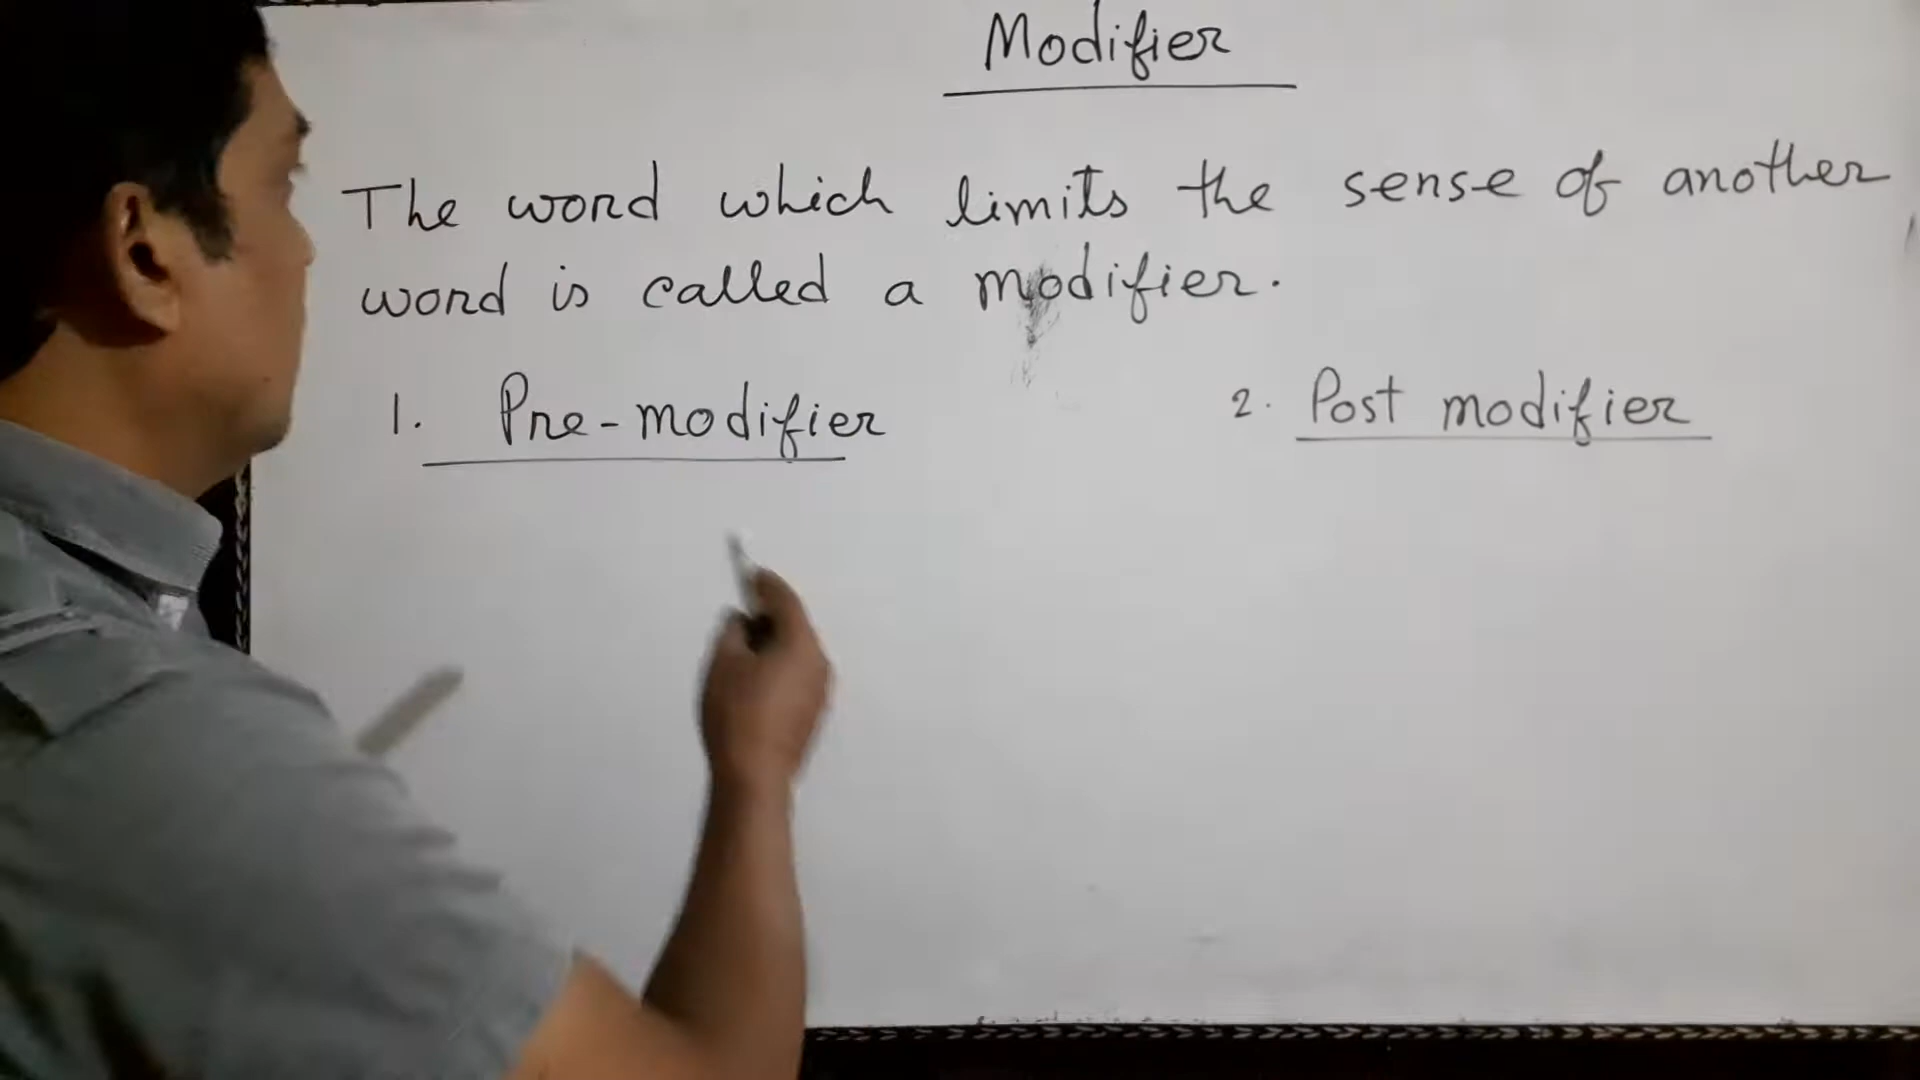 Modifier
The word which limits the sense of another
word is called a modifier.
1. Pre-modifier
2. Post modifier